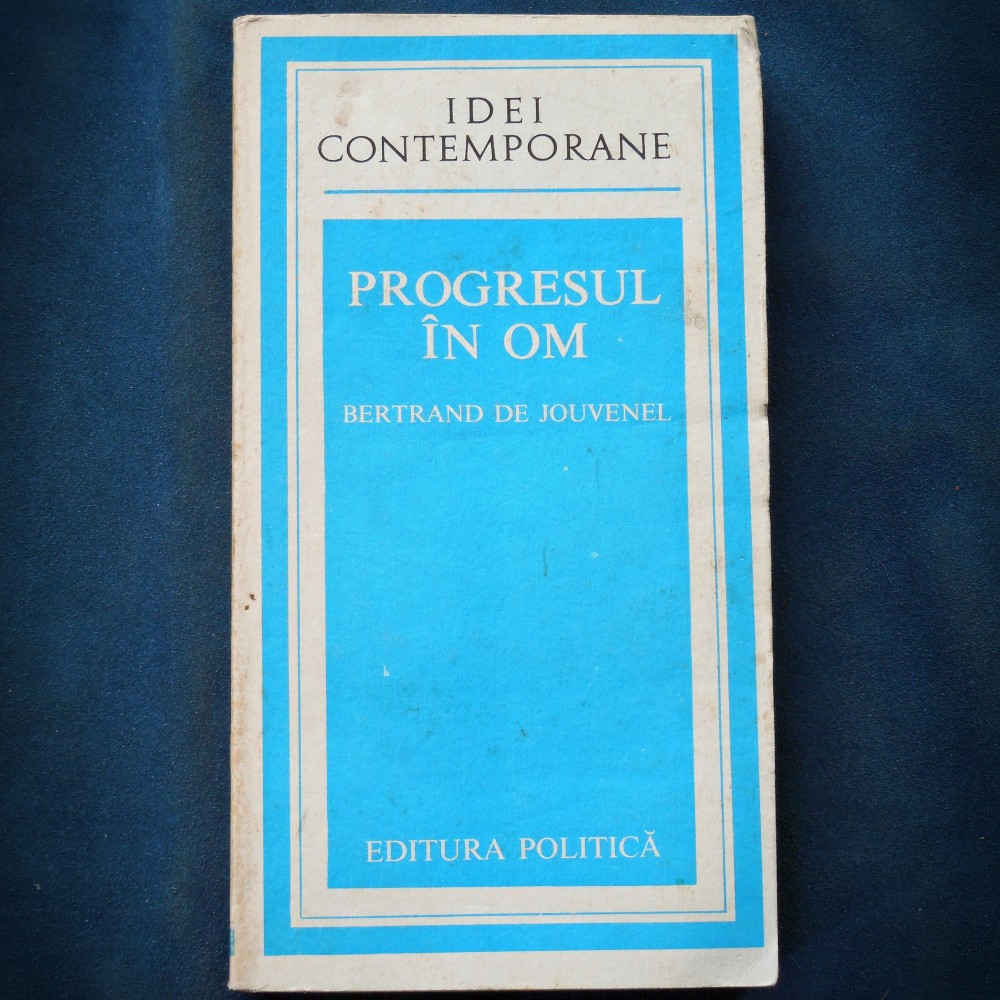 IDEI
CONTEMPORANE
PROGRESUL
ÎN OM
BERTRAND DE JOUVENEL
EDITURA POLITICĂ